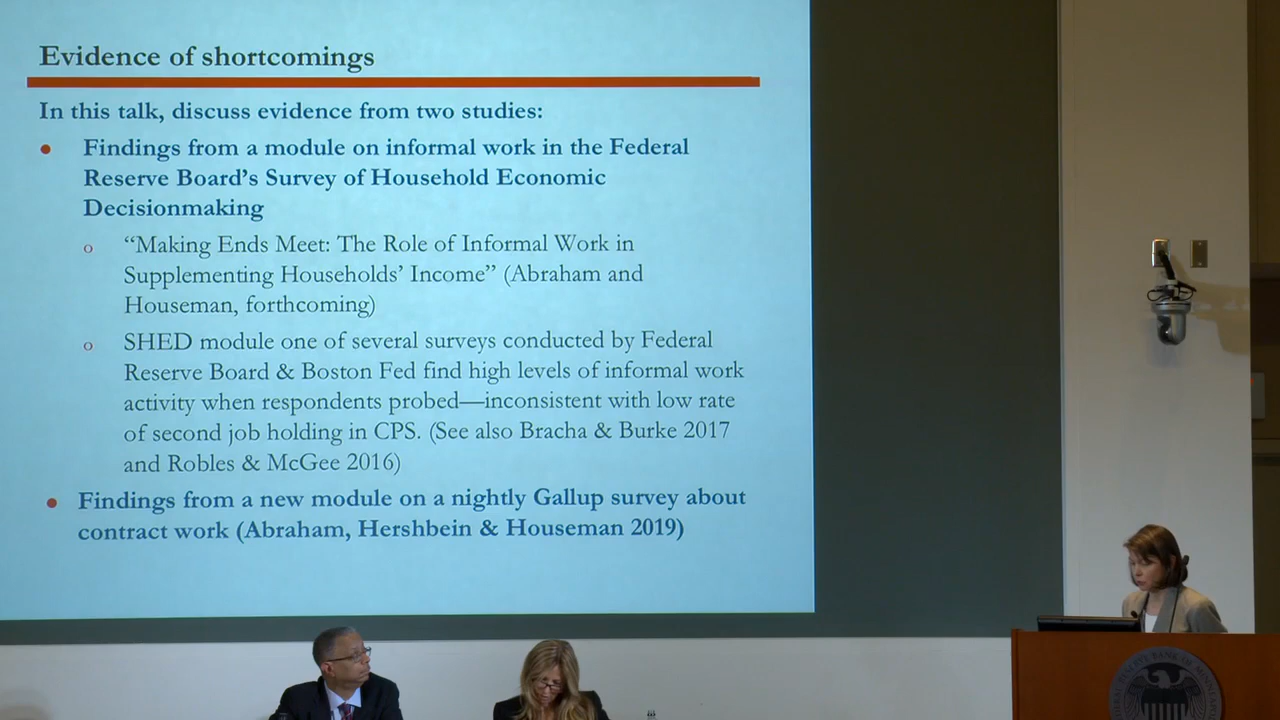 Evidence of shortcomings
In this talk, discuss evidence from two studies:
• Findings from a module on informal work in the Federal
Reserve Board's Survey of Household Economic
Decisionmaking
o “Making Ends Meet: The Role of Informal Work in
Supplementing Households’ Income” (Abraham and
Houseman, forthcoming)
o SHED module one of several surveys conducted by Federal
Reserve Board & Boston Fed find high levels of informal work
activity when respondents probed—inconsistent with low rate
of second job holding in CPS. (See also Bracha & Burke 2017
and Robles & McGee 2016)
• Findings from a new module on a nightly Gallup survey about
contract work (Abraham, Hershbein & Houseman 2019)
BANK OF